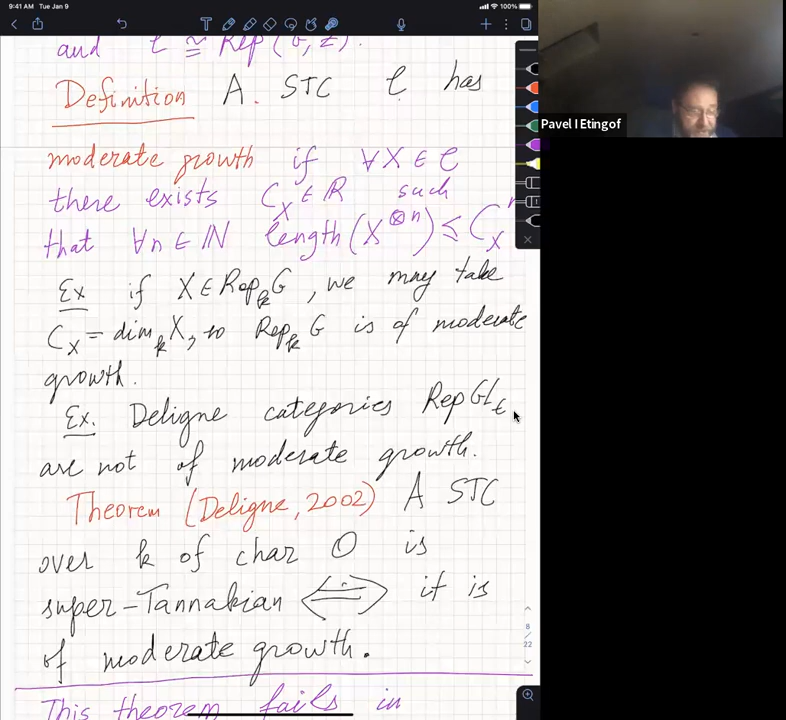 9:41 AM Tue Jan 9
100%
and ℓ ≅ Rep(G, z).
Definition A STC ℓ has
moderate growth if ∀X ∈ ℓ
there exists C_X ∈ ℝ such
that ∀n ∈ ℕ length(X^{⊗n}) ≤ C_X^n
Ex if X ∈ Rep_k G, we may take
C_X = dim_k X, so Rep_k G is of moderate
growth.
Ex. Deligne categories Rep GL_t
are not of moderate growth.
Theorem (Deligne, 2002) A STC
over k of char 0 is
super-Tannakian ⟺ it is
of moderate growth.
This theorem fails in
Pavel I Etingof
8
22